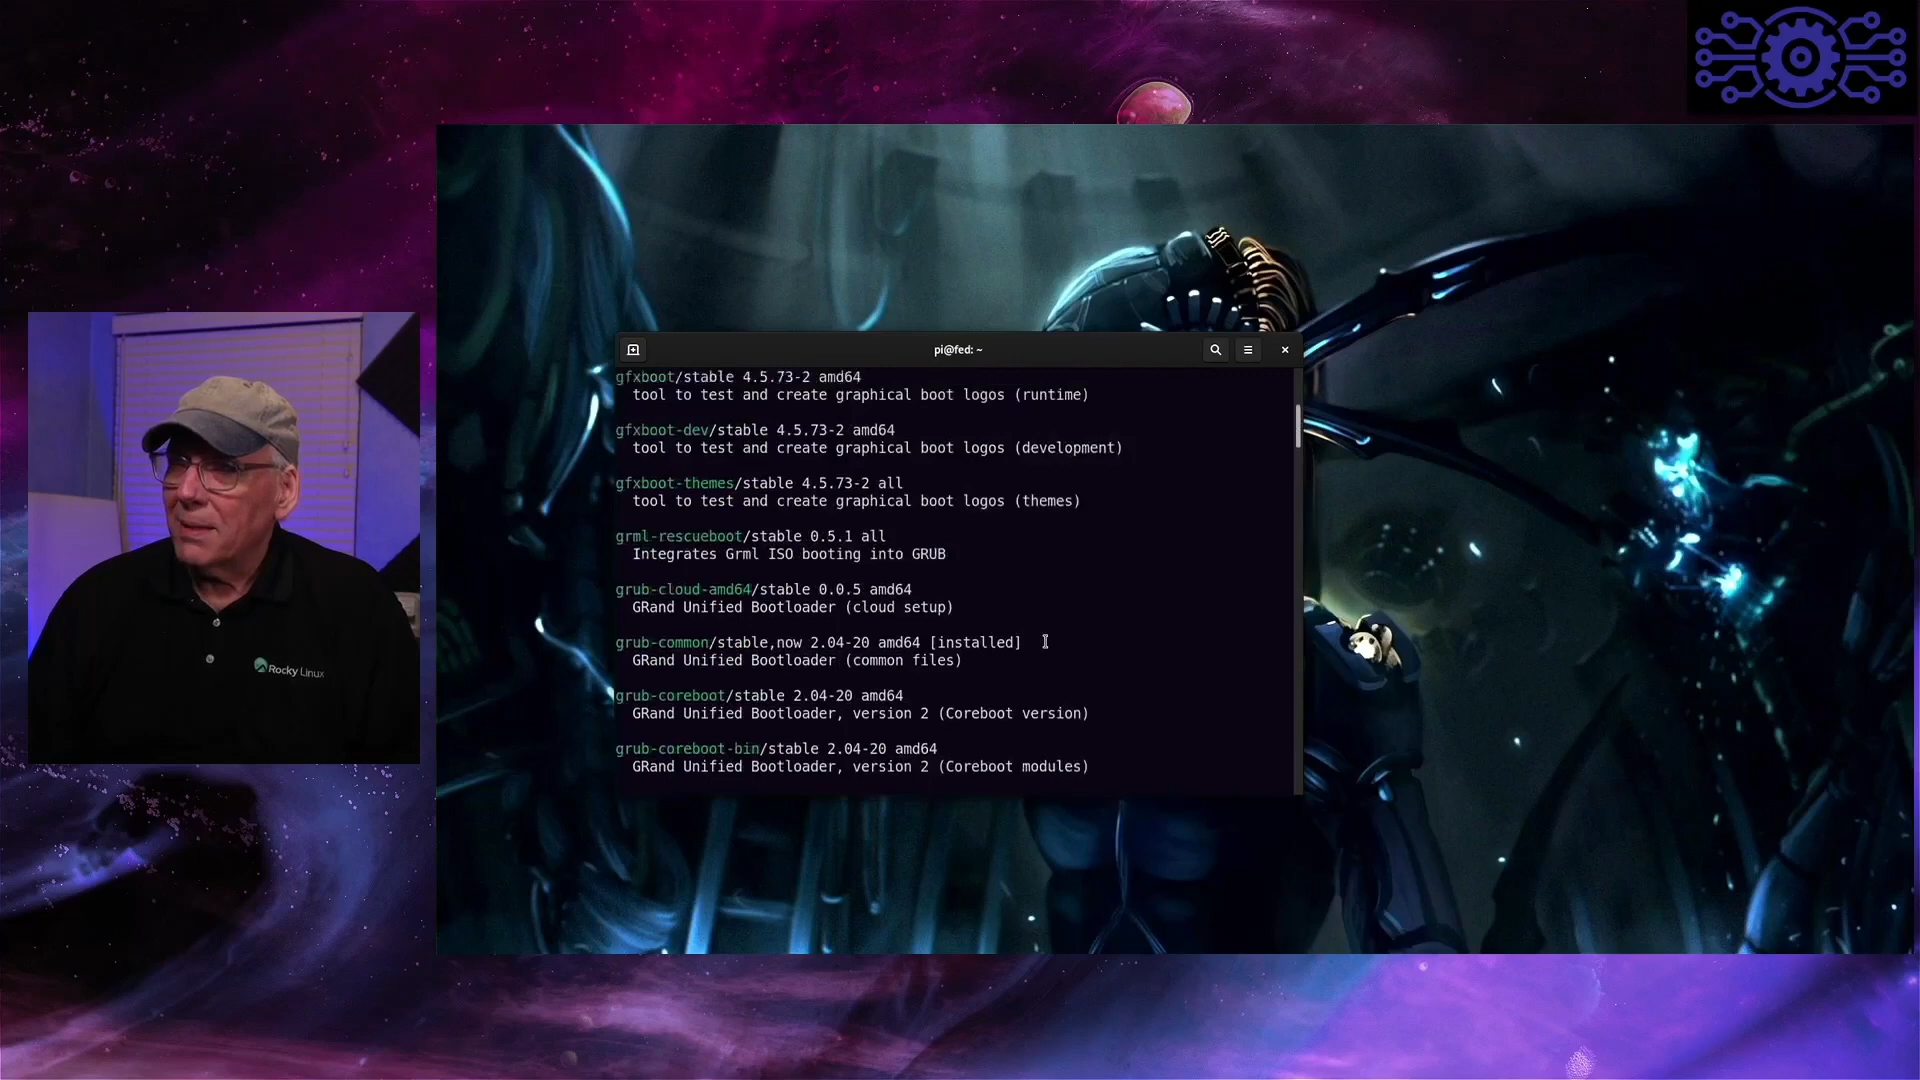 pi@fed: ~
gfxboot/stable 4.5.73-2 amd64
tool to test and create graphical boot logos (runtime)
gfxboot-dev/stable 4.5.73-2 amd64
tool to test and create graphical boot logos (development)
gfxboot-themes/stable 4.5.73-2 all
tool to test and create graphical boot logos (themes)
grml-rescueboot/stable 0.5.1 all
Integrates Grml ISO booting into GRUB
grub-cloud-amd64/stable 0.0.5 amd64
GRand Unified Bootloader (cloud setup)
grub-common/stable,now 2.04-20 amd64 [installed]
GRand Unified Bootloader (common files)
grub-coreboot/stable 2.04-20 amd64
GRand Unified Bootloader, version 2 (Coreboot version)
grub-coreboot-bin/stable 2.04-20 amd64
GRand Unified Bootloader, version 2 (Coreboot modules)
Rocky Linux